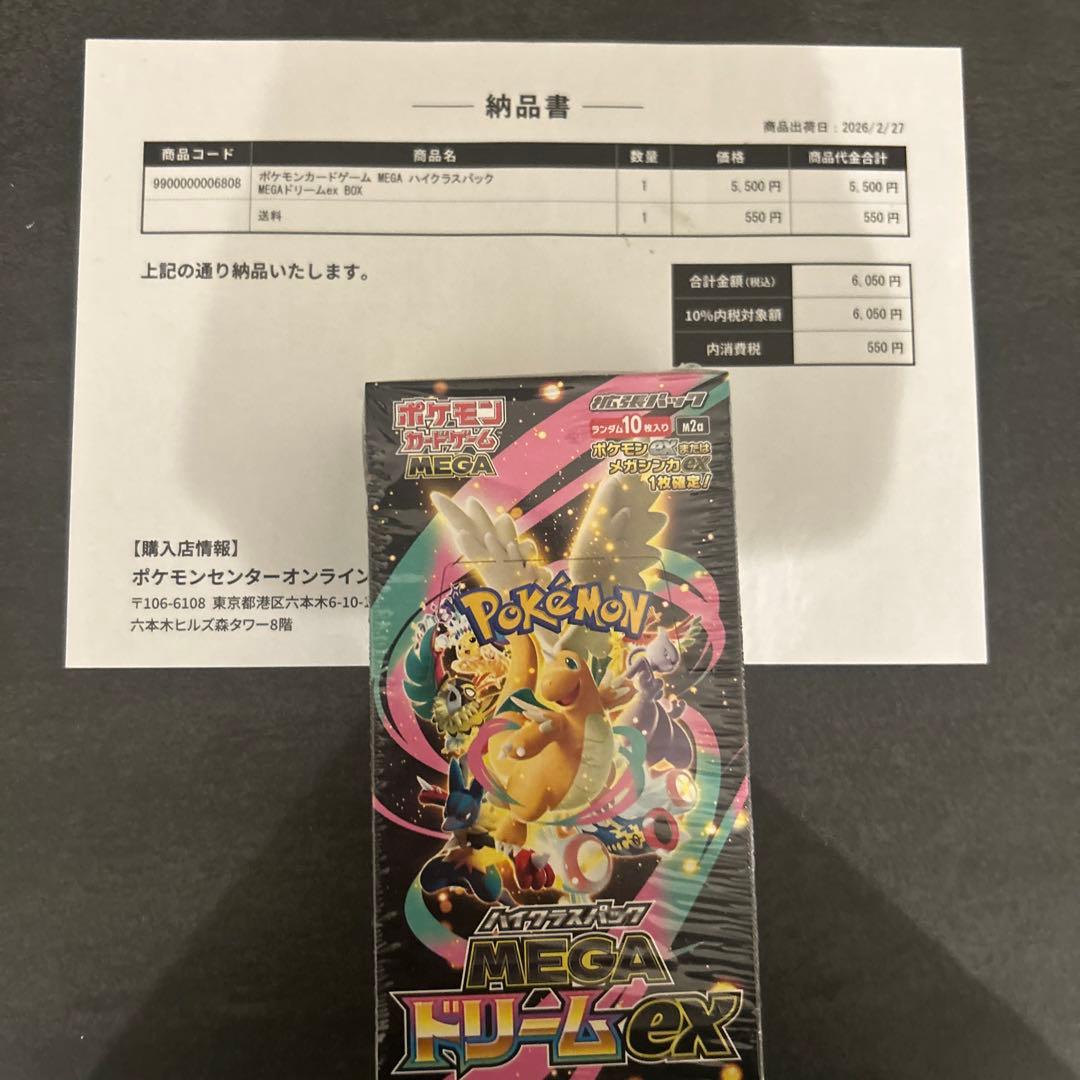 納品書
商品出荷日：2026/2/27
商品コード 商品名 数量 価格 商品代金合計
9900000006808 ポケモンカードゲーム MEGA ハイクラスパック 1 5,500 円 5,500 円
MEGAドリームex BOX
送料 1 550 円 550 円
上記の通り納品いたします。
合計金額(税込) 6,050 円
10%内税対象額 6,050 円
内消費税 550 円
【購入店情報】
ポケモンセンターオンライン
〒106-6108 東京都港区六本木6-10-
六本木ヒルズ森タワー8階
ポケモン
カードゲーム
MEGA
拡張パック
ランダム10枚入り M2a
ポケモンexまたは
メガシンカex
1枚確定!
POKéMON
ハイクラスパック
MEGA
ドリームex